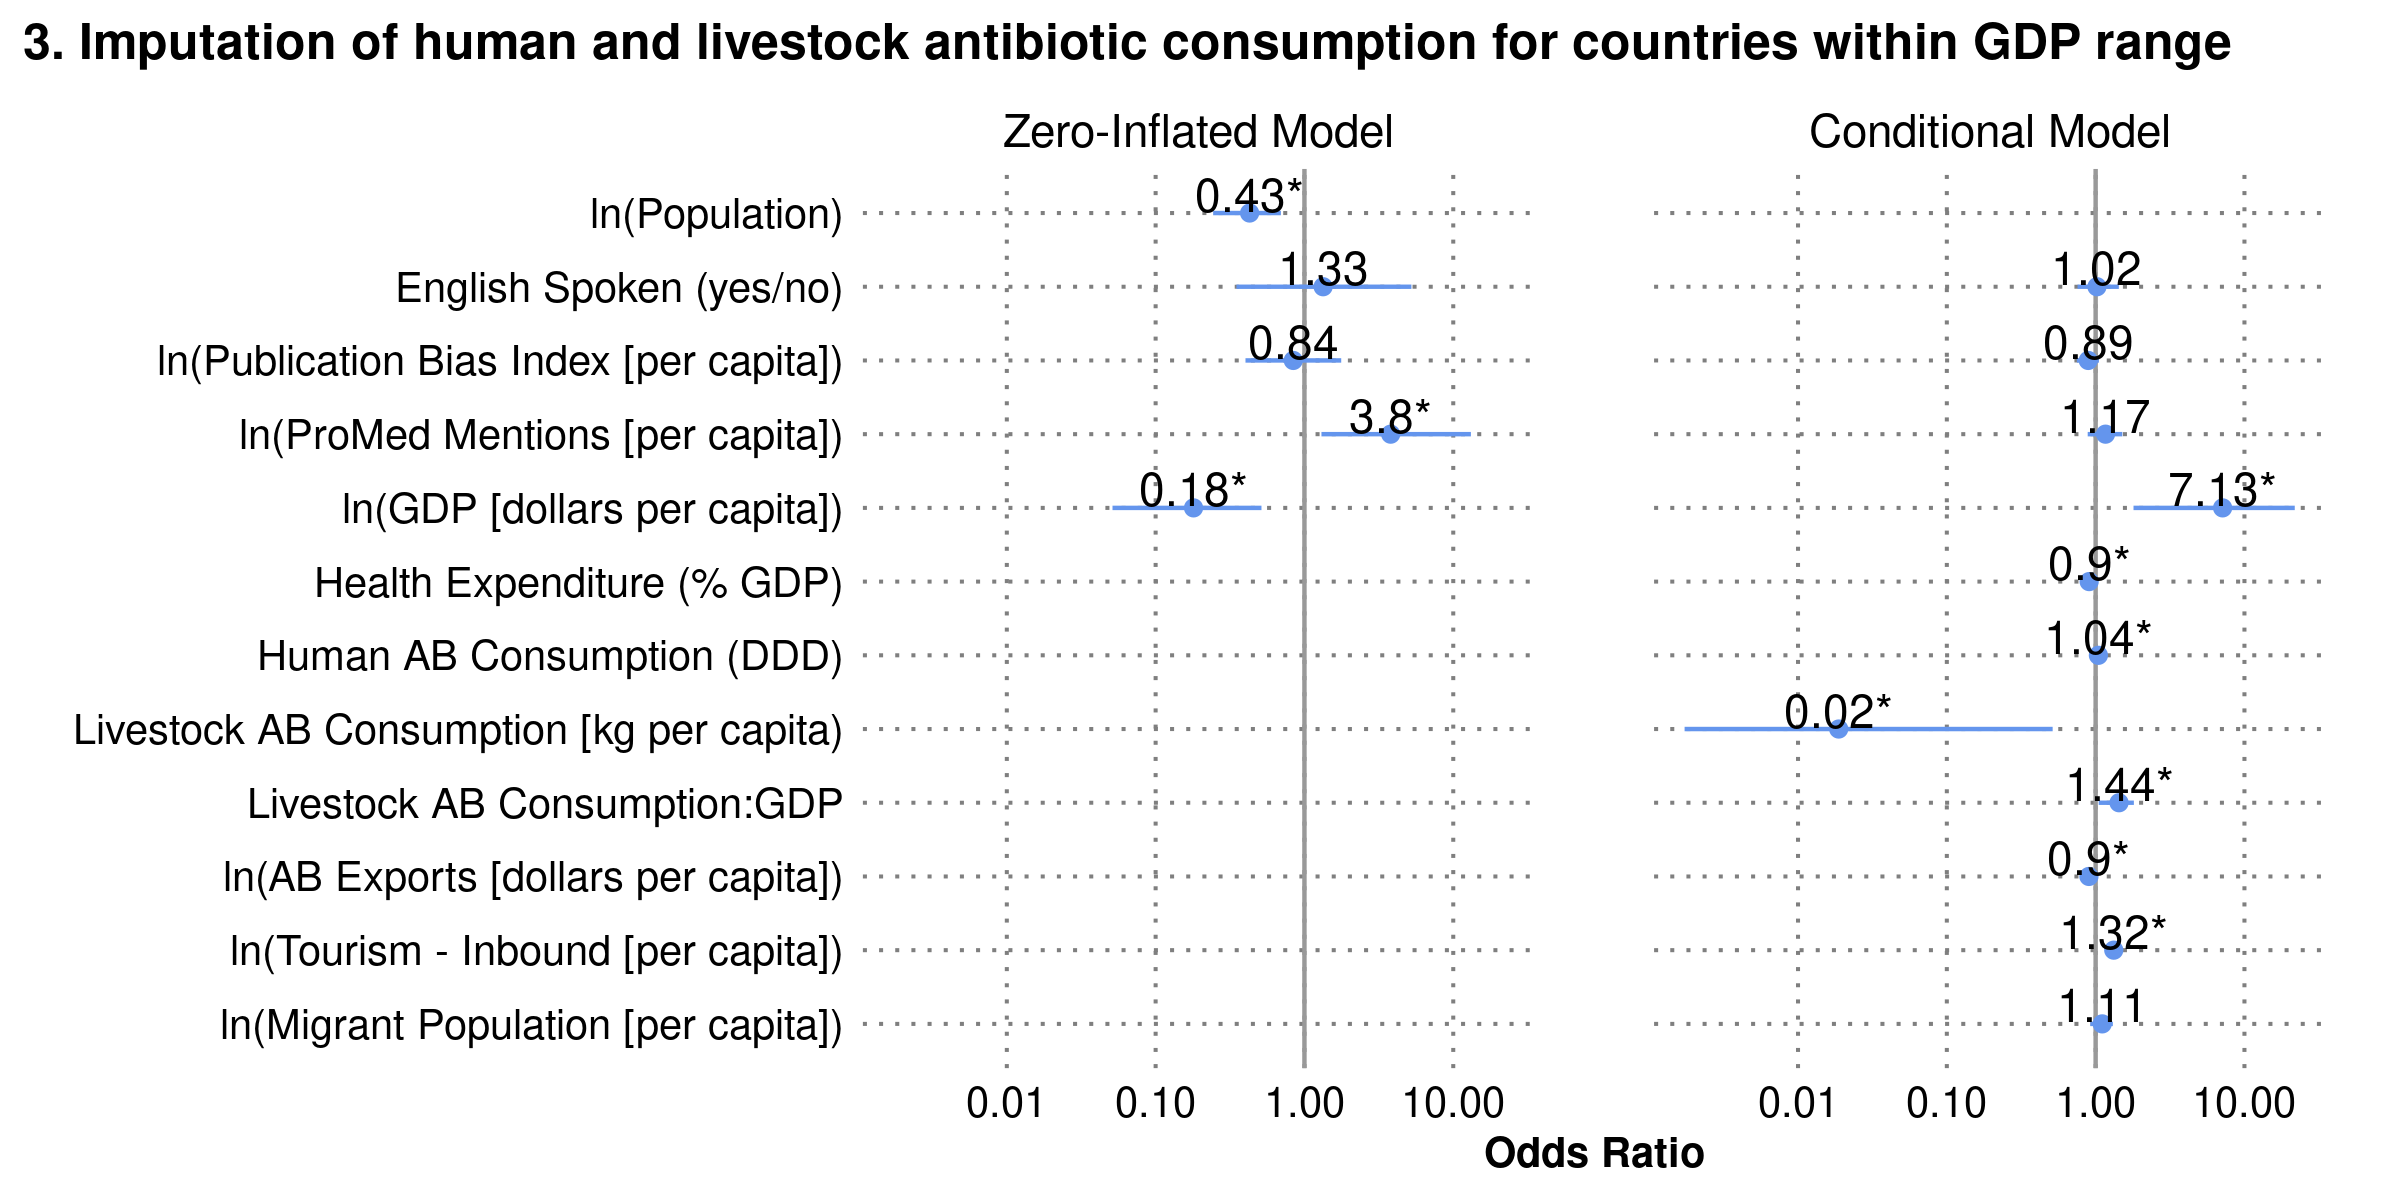 3. Imputation of human and livestock antibiotic consumption for countries within GDP range
Zero-Inflated Model Conditional Model
ln(Population) 0.43*
English Spoken (yes/no) 1.33 1.02
ln(Publication Bias Index [per capita]) 0.84 0.89
ln(ProMed Mentions [per capita]) 3.8* 1.17
ln(GDP [dollars per capita]) 0.18* 7.13*
Health Expenditure (% GDP) 0.9*
Human AB Consumption (DDD) 1.04*
Livestock AB Consumption [kg per capita) 0.02*
Livestock AB Consumption:GDP 1.44*
ln(AB Exports [dollars per capita]) 0.9*
ln(Tourism - Inbound [per capita]) 1.32*
ln(Migrant Population [per capita]) 1.11
0.01 0.10 1.00 10.00 0.01 0.10 1.00 10.00
Odds Ratio